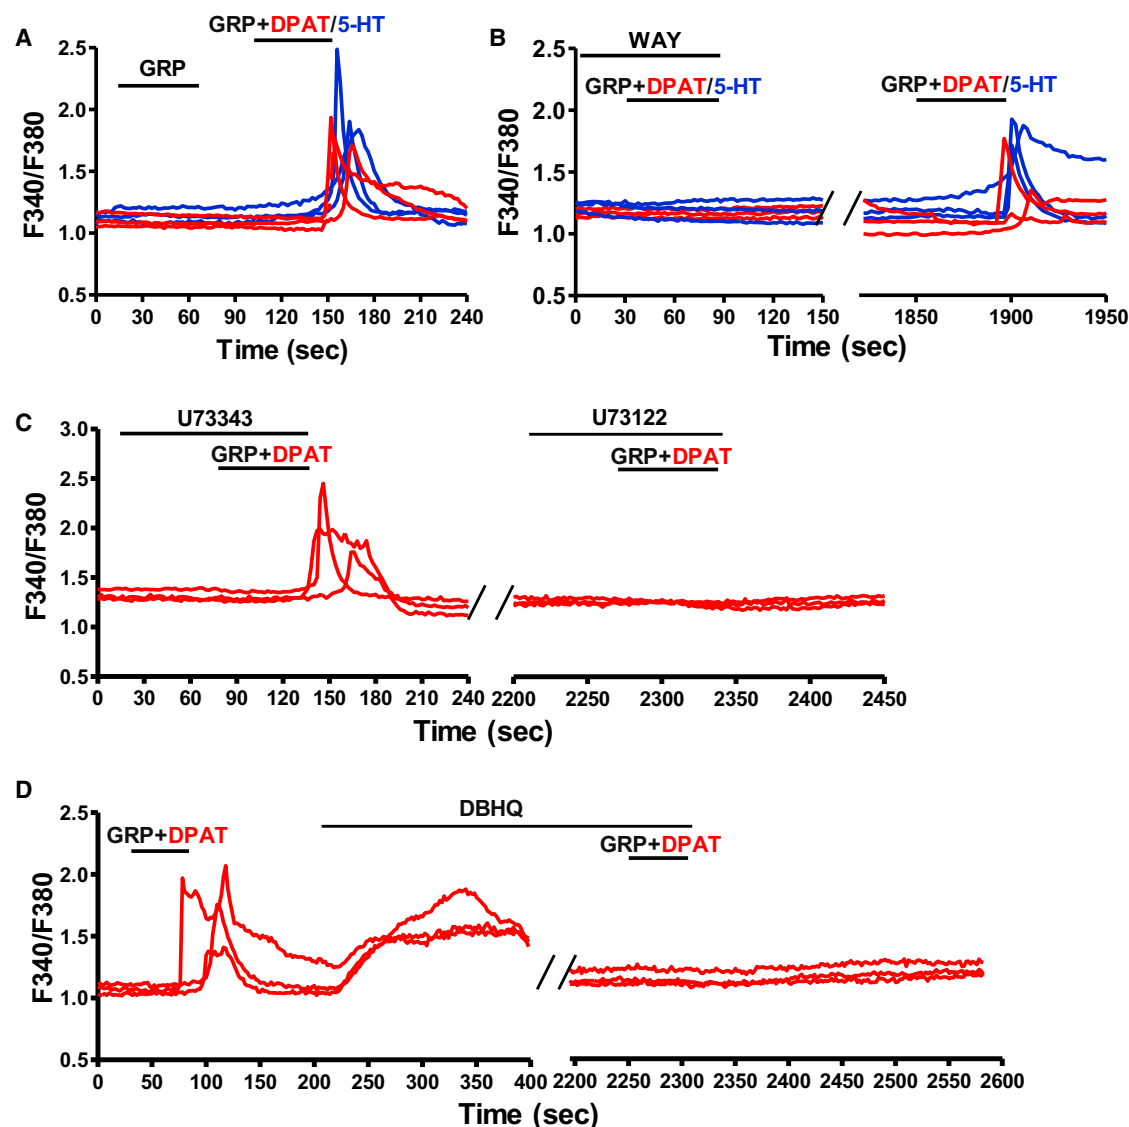 A
GRP+DPAT/5-HT
GRP
2.5
2.0
1.5
1.0
0.5
F340/F380
0 30 60 90 120 150 180 210 240
Time (sec)
B
WAY
GRP+DPAT/5-HT
GRP+DPAT/5-HT
2.5
2.0
1.5
1.0
0.5
F340/F380
0 30 60 90 120 150 1850 1900 1950
Time (sec)
C
U73343
GRP+DPAT
U73122
GRP+DPAT
3.0
2.5
2.0
1.5
1.0
0.5
F340/F380
0 30 60 90 120 150 180 210 240 2200 2250 2300 2350 2400 2450
Time (sec)
D
GRP+DPAT
DBHQ
GRP+DPAT
2.5
2.0
1.5
1.0
0.5
F340/F380
0 50 100 150 200 250 300 350 400 2200 2250 2300 2350 2400 2450 2500 2550 2600
Time (sec)